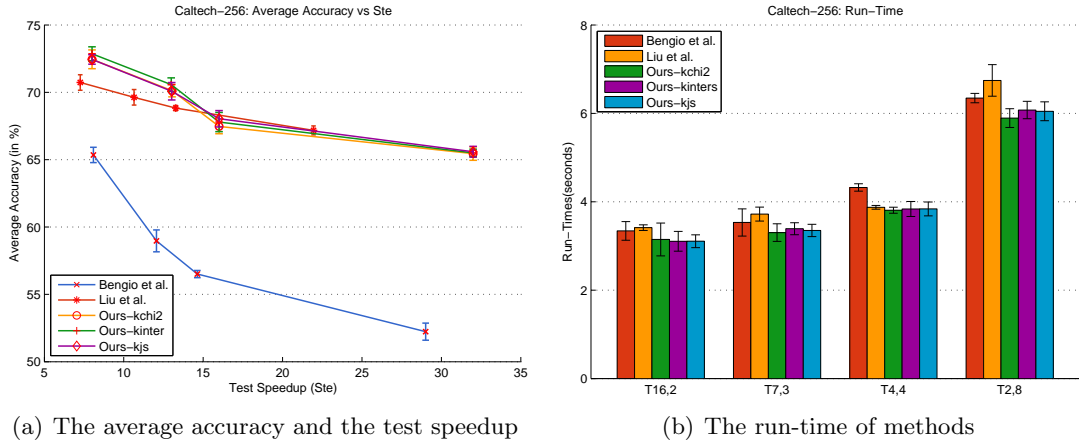 Caltech−256: Average Accuracy vs Ste
75
70
65
60
55
50
Average Accuracy (in %)
Bengio et al.
Liu et al.
Ours−kchi2
Ours−kinter
Ours−kjs
5
10
15
20
25
30
35
Test Speedup (Ste)
(a) The average accuracy and the test speedup
Caltech−256: Run−Time
8
6
4
2
0
Run−Times(seconds)
Bengio et al.
Liu et al.
Ours−kchi2
Ours−kinters
Ours−kjs
T16,2
T7,3
T4,4
T2,8
(b) The run-time of methods